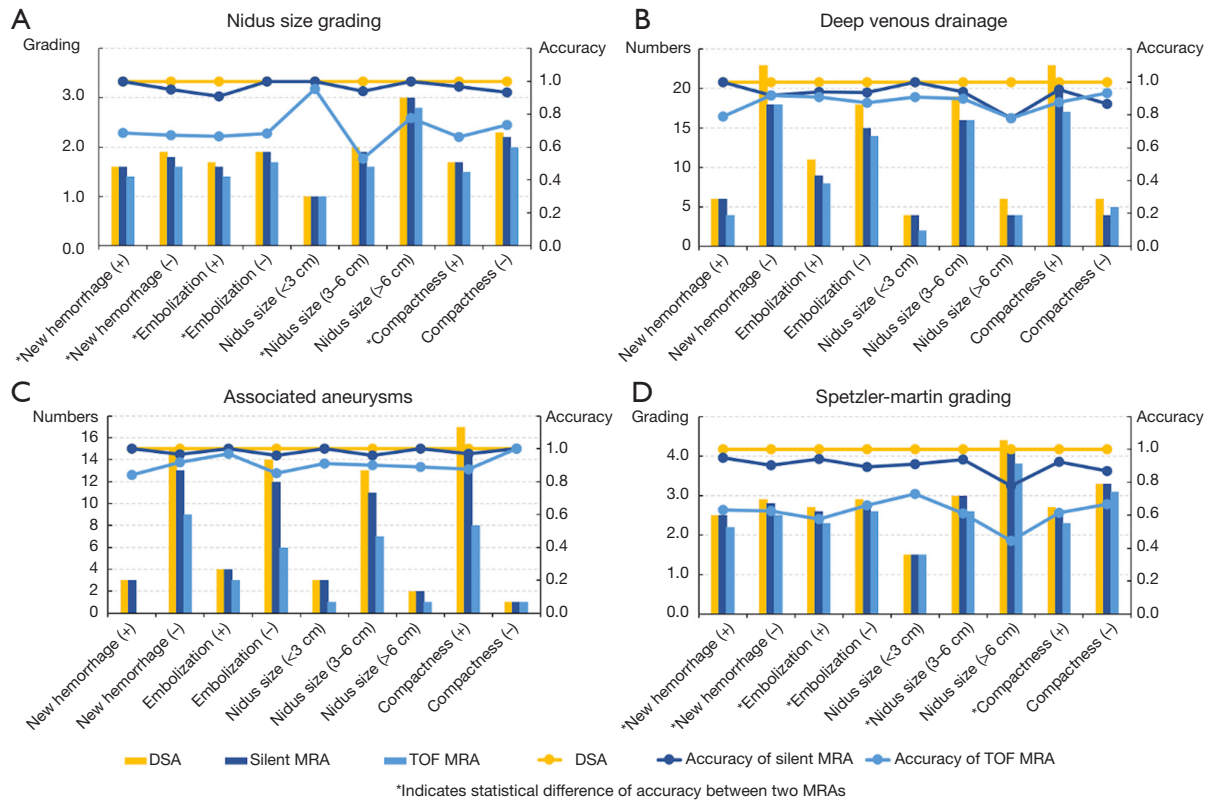 A
Nidus size grading
Grading
Accuracy
3.0
2.0
1.0
0.0
1.0
0.8
0.6
0.4
0.2
0.0
*New hemorrhage (+)
*New hemorrhage (−)
*Embolization (+)
*Embolization (−)
Nidus size (<3 cm)
*Nidus size (3–6 cm)
Nidus size (>6 cm)
*Compactness (+)
Compactness (−)
B
Deep venous drainage
Numbers
Accuracy
20
15
10
5
0
1.0
0.8
0.6
0.4
0.2
0.0
New hemorrhage (+)
New hemorrhage (−)
Embolization (+)
Embolization (−)
Nidus size (<3 cm)
Nidus size (3–6 cm)
Nidus size (>6 cm)
Compactness (+)
Compactness (−)
C
Associated aneurysms
Numbers
Accuracy
16
14
12
10
8
6
4
2
0
1.0
0.8
0.6
0.4
0.2
0.0
New hemorrhage (+)
New hemorrhage (−)
Embolization (+)
Embolization (−)
Nidus size (<3 cm)
Nidus size (3–6 cm)
Nidus size (>6 cm)
Compactness (+)
Compactness (−)
D
Spetzler-martin grading
Grading
Accuracy
4.0
3.0
2.0
1.0
0.0
1.0
0.8
0.6
0.4
0.2
0.0
*New hemorrhage (+)
*New hemorrhage (−)
*Embolization (+)
*Embolization (−)
Nidus size (<3 cm)
*Nidus size (3–6 cm)
Nidus size (>6 cm)
*Compactness (+)
Compactness (−)
DSA Silent MRA TOF MRA DSA Accuracy of silent MRA Accuracy of TOF MRA
*Indicates statistical difference of accuracy between two MRAs